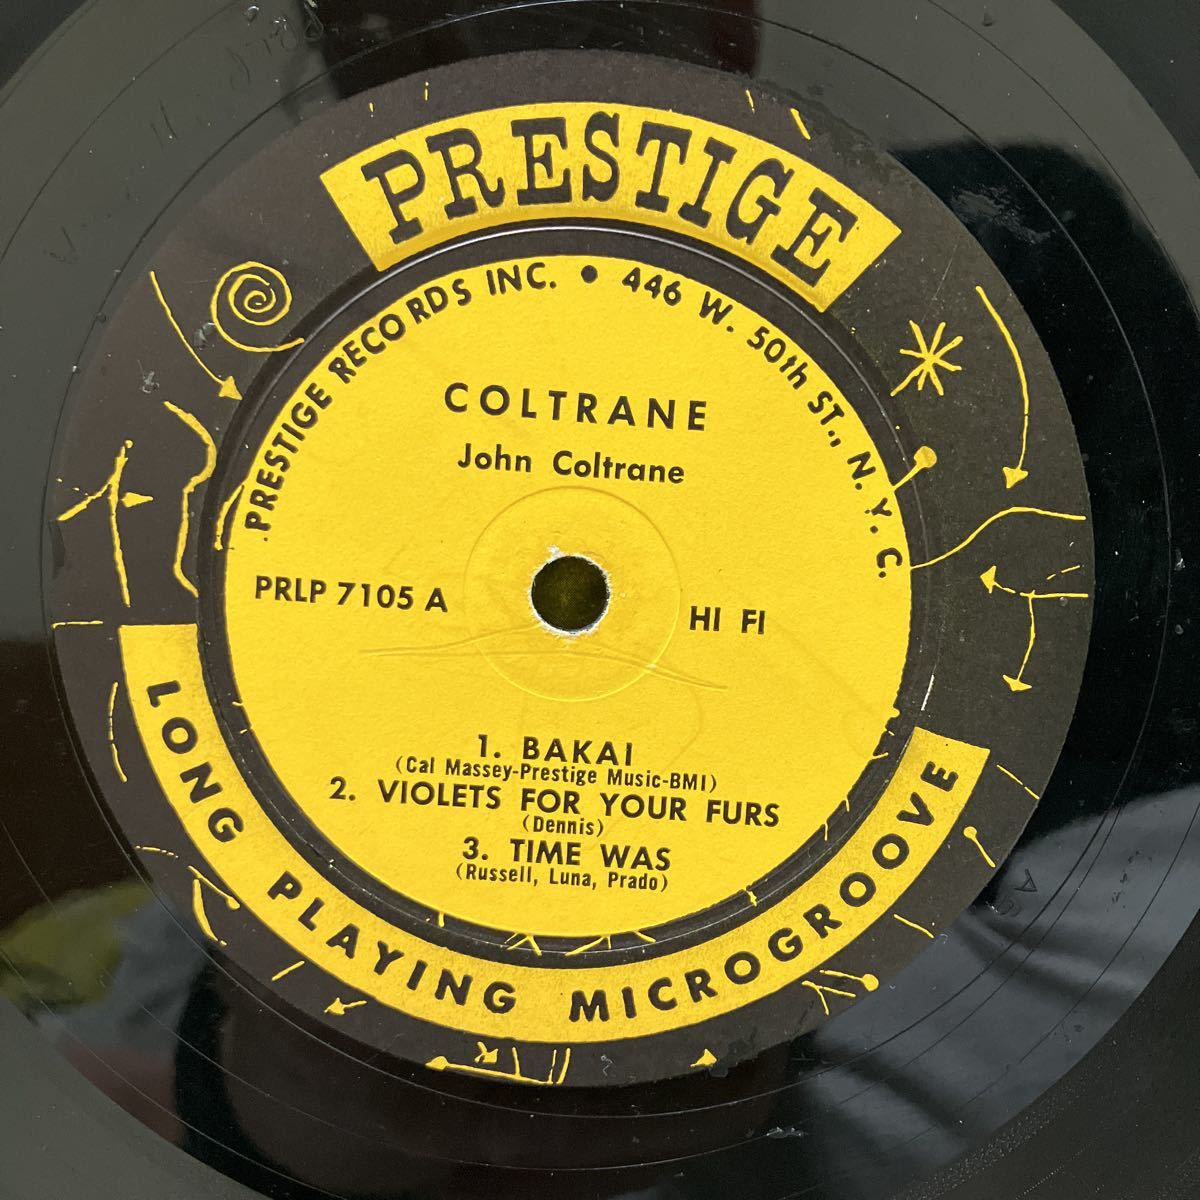 PRESTIGE
PRESTIGE RECORDS INC. • 446 W. 50th ST., N. Y. C.
COLTRANE
John Coltrane
PRLP 7105 A
HI FI
1. BAKAI
(Cal Massey-Prestige Music-BMI)
2. VIOLETS FOR YOUR FURS
(Dennis)
3. TIME WAS
(Russell, Luna, Prado)
LONG PLAYING MICROGROOVE